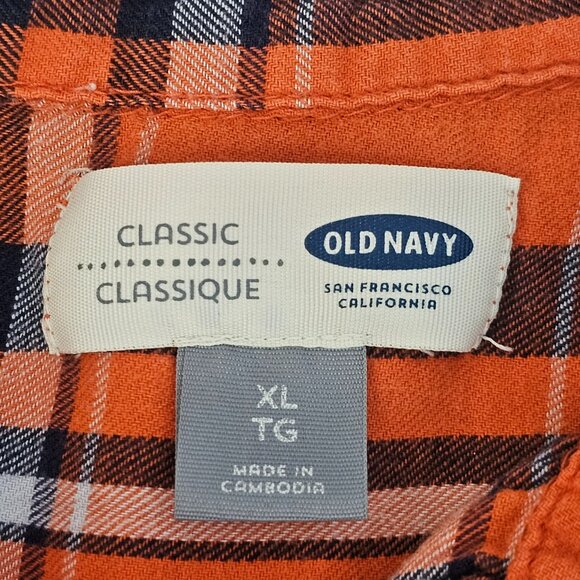 CLASSIC
CLASSIQUE
OLD NAVY
SAN FRANCISCO
CALIFORNIA
XL
TG
MADE IN
CAMBODIA